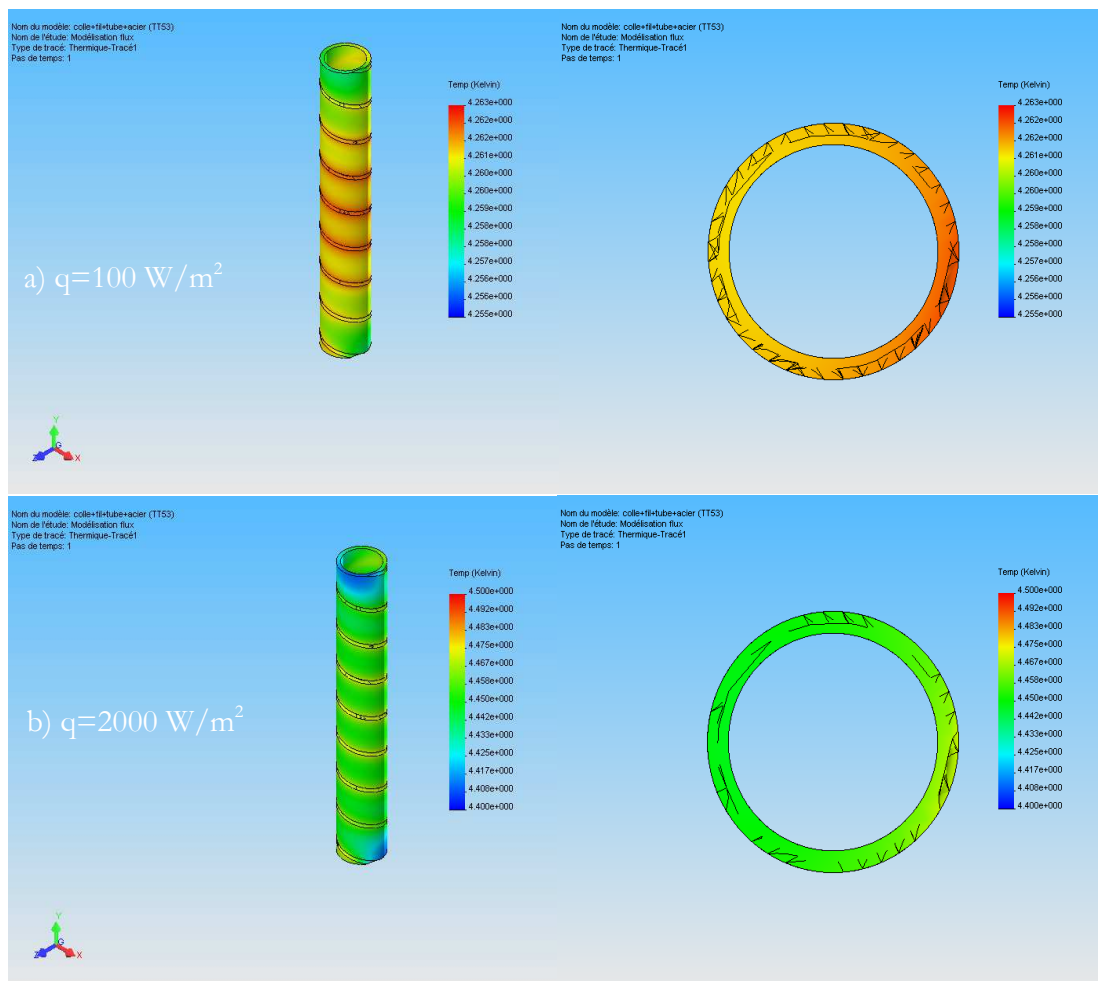 Nom du modèle: colle+fil+tube+acier (TT53)
Nom de l'étude: Modélisation flux
Type de tracé: Thermique-Tracé1
Pas de temps: 1
Temp (Kelvin)
4.263e+000
4.262e+000
4.262e+000
4.261e+000
4.260e+000
4.260e+000
4.259e+000
4.258e+000
4.258e+000
4.257e+000
4.256e+000
4.256e+000
4.255e+000
a) q=100 W/m²
Y
G
Z
X
Nom du modèle: colle+fil+tube+acier (TT53)
Nom de l'étude: Modélisation flux
Type de tracé: Thermique-Tracé1
Pas de temps: 1
Temp (Kelvin)
4.263e+000
4.262e+000
4.262e+000
4.261e+000
4.260e+000
4.260e+000
4.259e+000
4.258e+000
4.258e+000
4.257e+000
4.256e+000
4.256e+000
4.255e+000
Nom du modèle: colle+fil+tube+acier (TT53)
Nom de l'étude: Modélisation flux
Type de tracé: Thermique-Tracé1
Pas de temps: 1
Temp (Kelvin)
4.500e+000
4.492e+000
4.483e+000
4.475e+000
4.467e+000
4.458e+000
4.450e+000
4.442e+000
4.433e+000
4.425e+000
4.417e+000
4.408e+000
4.400e+000
b) q=2000 W/m²
Y
G
Z
X
Nom du modèle: colle+fil+tube+acier (TT53)
Nom de l'étude: Modélisation flux
Type de tracé: Thermique-Tracé1
Pas de temps: 1
Temp (Kelvin)
4.500e+000
4.492e+000
4.483e+000
4.475e+000
4.467e+000
4.458e+000
4.450e+000
4.442e+000
4.433e+000
4.425e+000
4.417e+000
4.408e+000
4.400e+000